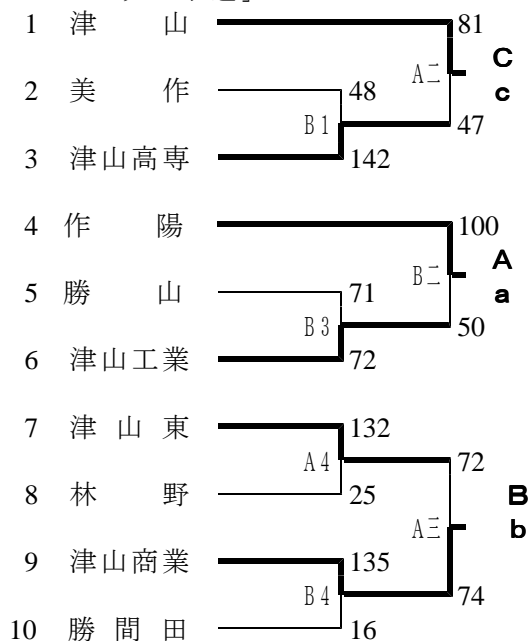 1 津 山 81
A二 C
2 美 作 48 c
B1 47
3 津山高専 142
4 作 陽 100
A
5 勝 山 71 B二 a
B3 50
6 津山工業 72
7 津 山 東 132
A4 72
8 林 野 25 B
A三 b
9 津山商業 135
B4 74
10 勝 間 田 16